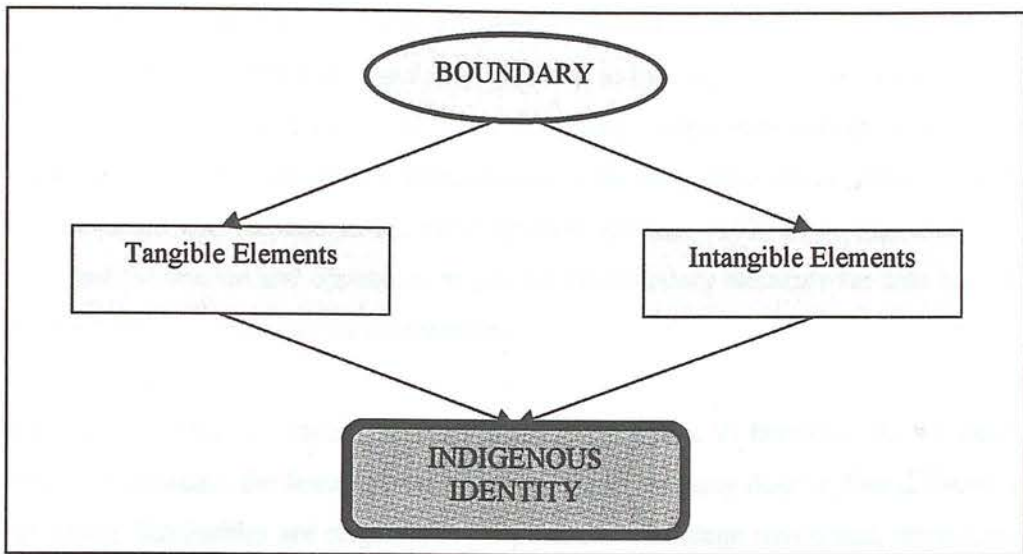 BOUNDARY
Tangible Elements
Intangible Elements
INDIGENOUS
IDENTITY